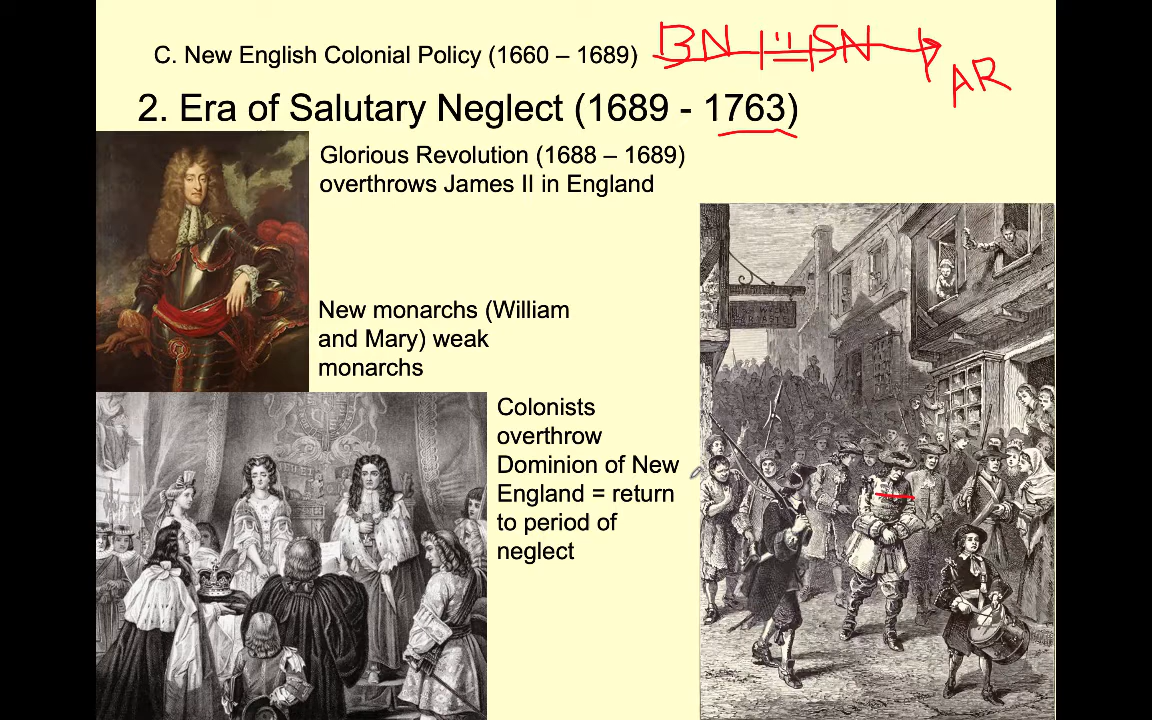 C. New English Colonial Policy (1660 – 1689)
BN
SN
AR
2. Era of Salutary Neglect (1689 - 1763)
Glorious Revolution (1688 – 1689)
overthrows James II in England
New monarchs (William
and Mary) weak
monarchs
Colonists
overthrow
Dominion of New
England = return
to period of
neglect